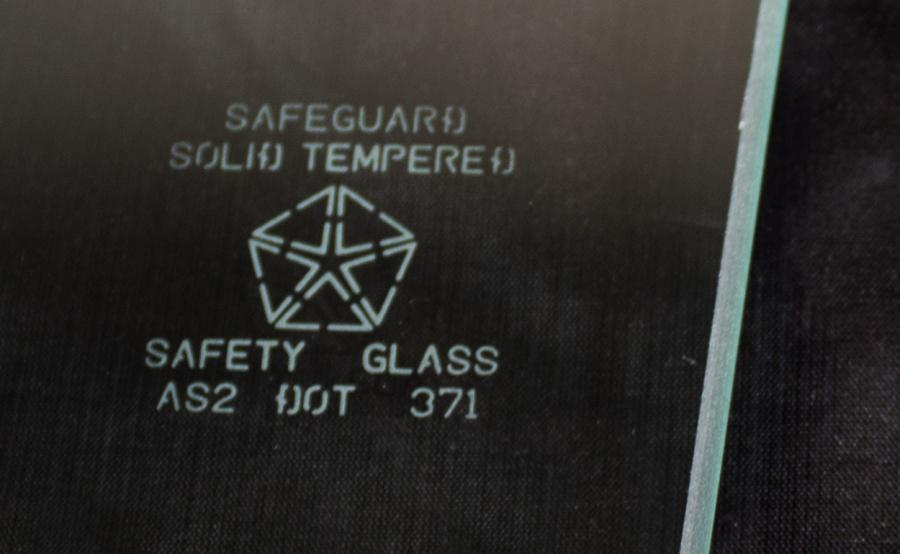 SAFEGUARD
SOLID TEMPERED
SAFETY GLASS
AS2 DOT 371